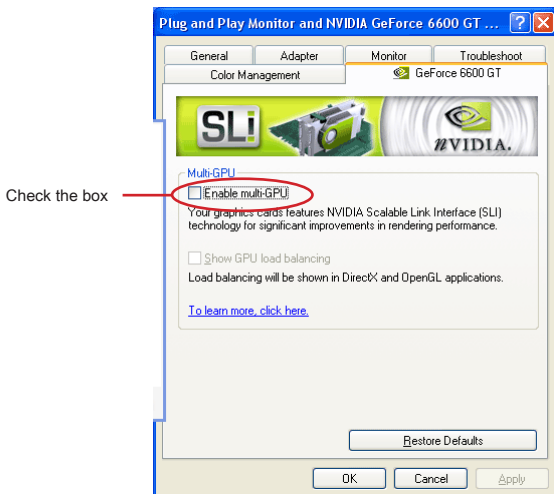 Plug and Play Monitor and NVIDIA GeForce 6600 GT ...
General Adapter Monitor Troubleshoot
Color Management GeForce 6600 GT
SLI nVIDIA.
Multi-GPU
Check the box
Enable multi-GPU
Your graphics cards features NVIDIA Scalable Link Interface (SLI)
technology for significant improvements in rendering performance.
Show GPU load balancing
Load balancing will be shown in DirectX and OpenGL applications.
To learn more, click here.
Restore Defaults
OK Cancel Apply